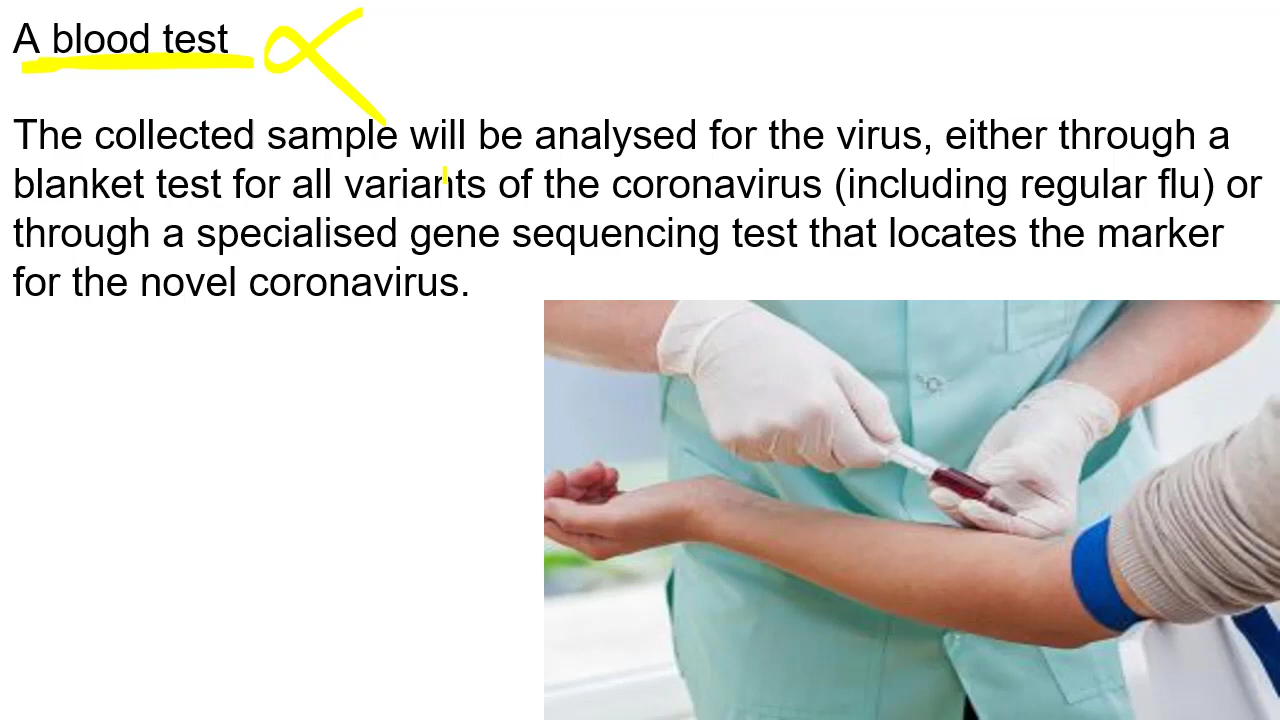 A blood test
The collected sample will be analysed for the virus, either through a
blanket test for all variants of the coronavirus (including regular flu) or
through a specialised gene sequencing test that locates the marker
for the novel coronavirus.